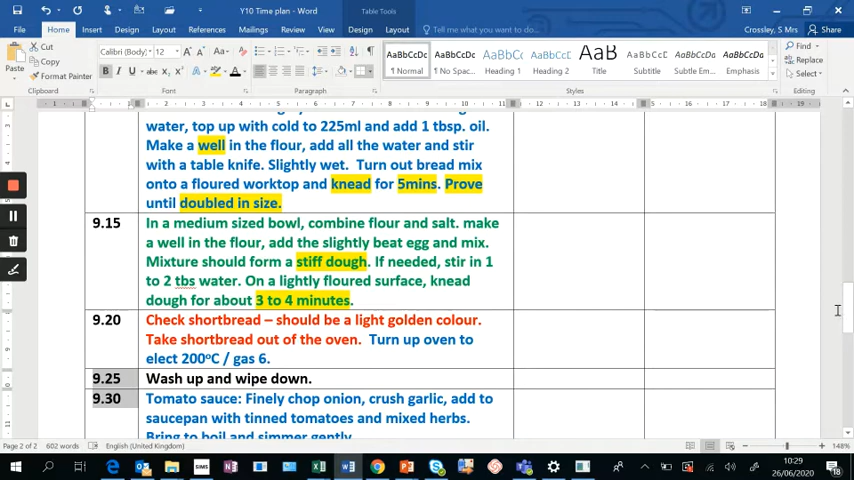 Y10 Time plan - Word
Table Tools
Crossley, S Mrs
File Home Insert Design Layout References Mailings Review View Help Design Layout Tell me what you want to do... Share
Paste
Cut
Copy
Format Painter
Clipboard
Calibri (Body) 12
Font
Paragraph
AaBbCcDc AaBbCcDc AaBbCc AaBbCcC AaB AaBbCcC AaBbCcDc AaBbCcDc
¶ Normal ¶ No Spac... Heading 1 Heading 2 Title Subtitle Subtle Em... Emphasis
Styles
Find
Replace
Select
Editing
water, top up with cold to 225ml and add 1 tbsp. oil.
Make a well in the flour, add all the water and stir
with a table knife. Slightly wet. Turn out bread mix
onto a floured worktop and knead for 5mins. Prove
until doubled in size.
9.15 In a medium sized bowl, combine flour and salt. make
a well in the flour, add the slightly beat egg and mix.
Mixture should form a stiff dough. If needed, stir in 1
to 2 tbs water. On a lightly floured surface, knead
dough for about 3 to 4 minutes.
9.20 Check shortbread – should be a light golden colour.
Take shortbread out of the oven. Turn up oven to
elect 200°C / gas 6.
9.25 Wash up and wipe down.
9.30 Tomato sauce: Finely chop onion, crush garlic, add to
saucepan with tinned tomatoes and mixed herbs.
Bring to boil and simmer gently.
Page 2 of 2 602 words English (United Kingdom) 148%
10:29
26/06/2020